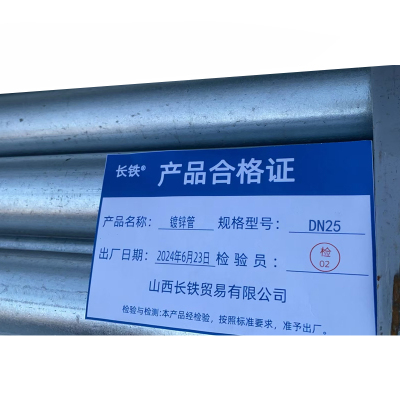 长铁® 产品合格证
产品名称: 镀锌管 规格型号: DN25
出厂日期: 2024年6月23日 检验员: 检 02
山西长铁贸易有限公司
检验与检测:本产品经检验，按照标准要求，准予出厂。